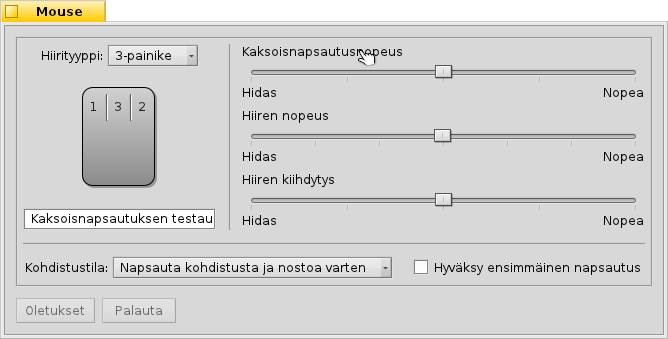 Mouse
Hiirityyppi: 3-painike
1 3 2
Kaksoisnapsautuksen testau
Kaksoisnapsautusnopeus
Hidas Nopea
Hiiren nopeus
Hidas Nopea
Hiiren kiihdytys
Hidas Nopea
Kohdistustila: Napsauta kohdistusta ja nostoa varten
Hyväksy ensimmäinen napsautus
Oletukset Palauta